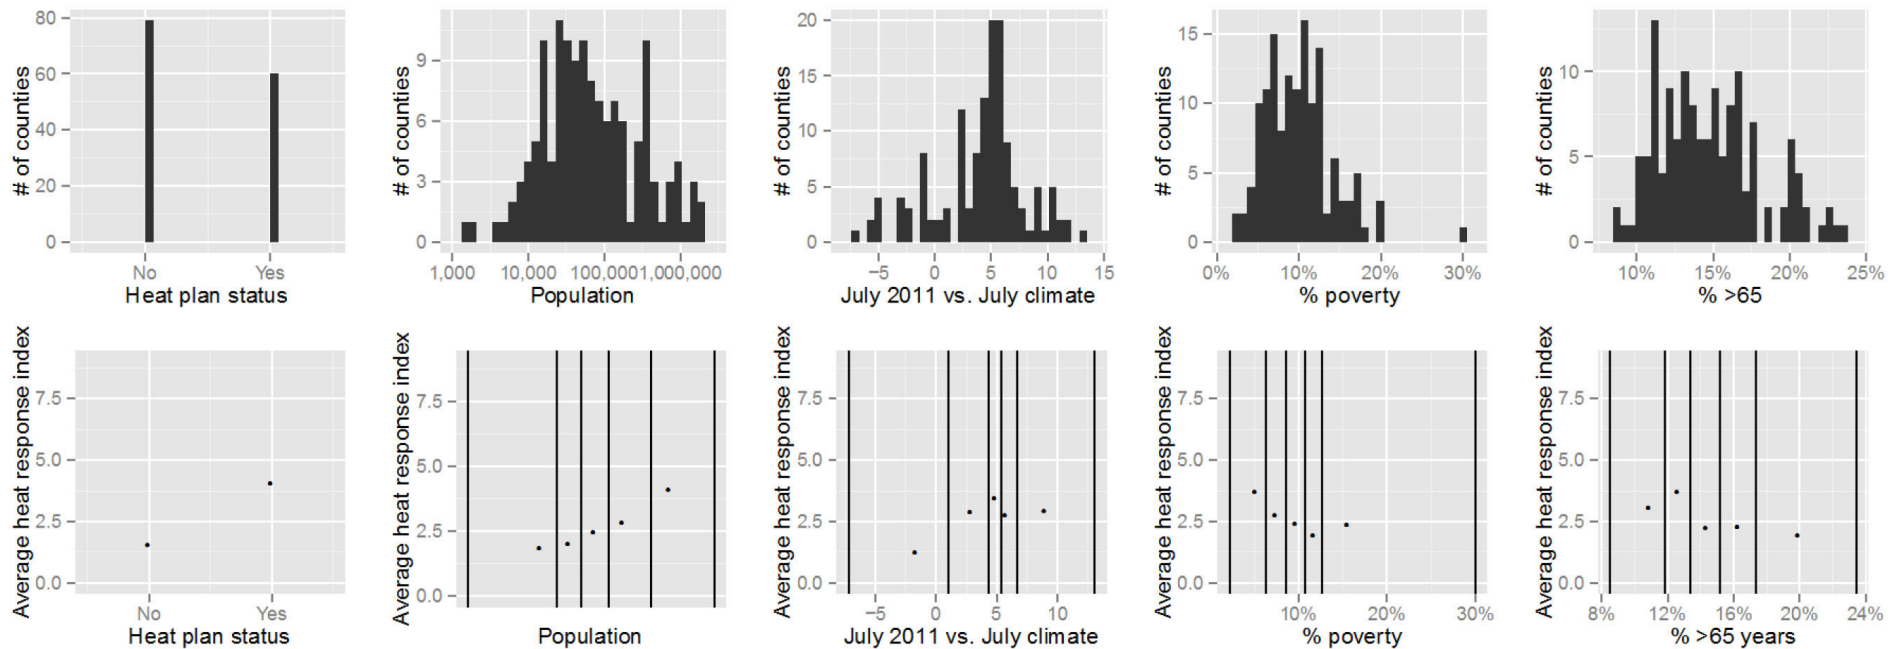 # of counties
80
60
40
20
0
No Yes
Heat plan status
# of counties
9
6
3
0
1,000 10,000 100,0001,000,000
Population
# of counties
20
15
10
5
0
−5 0 5 10 15
July 2011 vs. July climate
# of counties
15
10
5
0
0% 10% 20% 30%
% poverty
# of counties
10
5
0
10% 15% 20% 25%
% >65
Average heat response index
7.5
5.0
2.5
0.0
No Yes
Heat plan status
Average heat response index
7.5
5.0
2.5
0.0
Population
Average heat response index
7.5
5.0
2.5
0.0
−5 0 5 10
July 2011 vs. July climate
Average heat response index
7.5
5.0
2.5
0.0
10% 20% 30%
% poverty
Average heat response index
7.5
5.0
2.5
0.0
8% 12% 16% 20% 24%
% >65 years